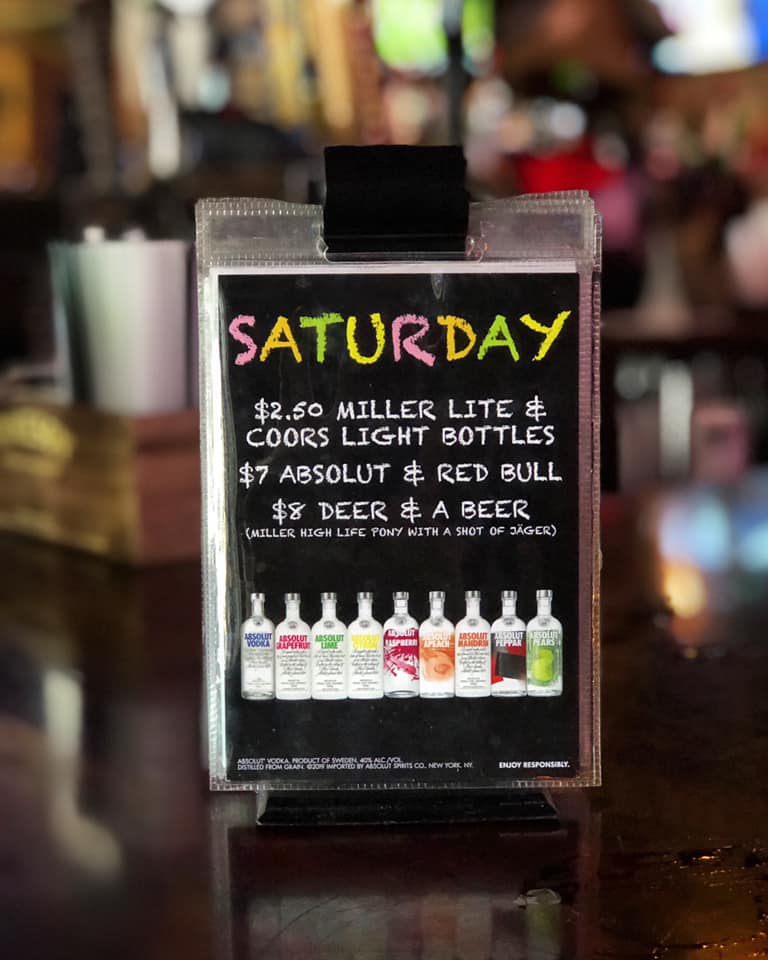 SATURDAY
$2.50 MILLER LITE &
COORS LIGHT BOTTLES
$7 ABSOLUT & RED BULL
$8 DEER & A BEER
(MILLER HIGH LIFE PONY WITH A SHOT OF JÄGER)
ABSOLUT VODKA
ABSOLUT GRAPEFRUIT
ABSOLUT LIME
ABSOLUT CITRON
ABSOLUT RASPBERRI
ABSOLUT APEACH
ABSOLUT MANDRIN
ABSOLUT PEPPAR
ABSOLUT PEARS
ABSOLUT® VODKA. PRODUCT OF SWEDEN. 40% ALC./VOL.
DISTILLED FROM GRAIN. ©2019 IMPORTED BY ABSOLUT SPIRITS CO., NEW YORK, NY.
ENJOY RESPONSIBLY.